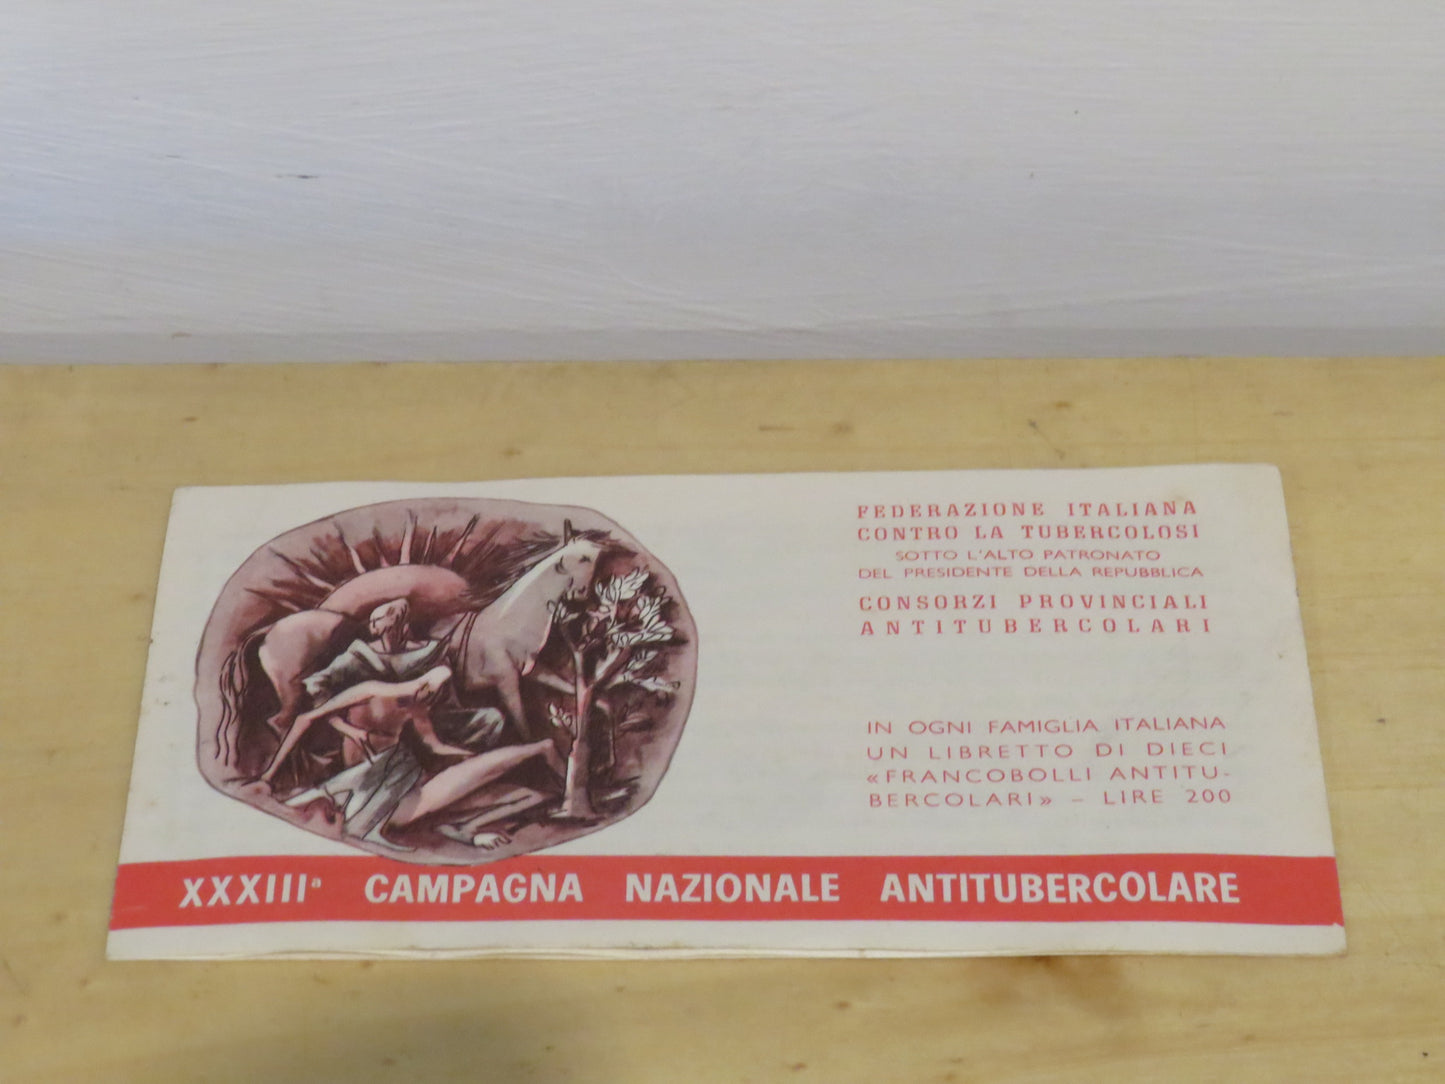 FEDERAZIONE ITALIANA
CONTRO LA TUBERCOLOSI
SOTTO L'ALTO PATRONATO
DEL PRESIDENTE DELLA REPUBBLICA
CONSORZI PROVINCIALI
ANTITUBERCOLARI
IN OGNI FAMIGLIA ITALIANA
UN LIBRETTO DI DIECI
«FRANCOBOLLI ANTITU-
BERCOLARI» – LIRE 200
XXXIIIª CAMPAGNA NAZIONALE ANTITUBERCOLARE